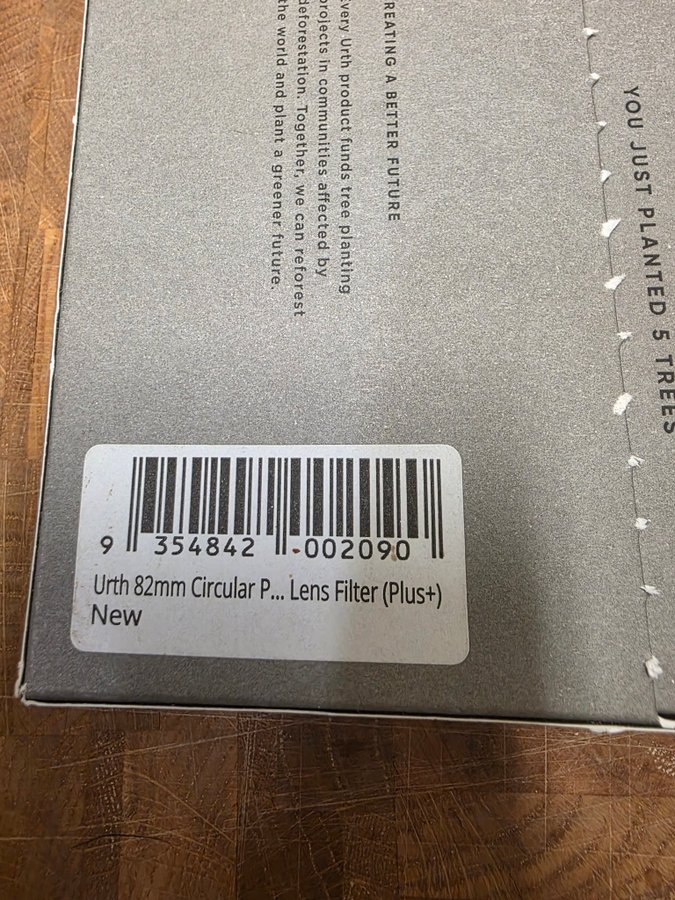 CREATING A BETTER FUTURE
Every Urth product funds tree planting
projects in communities affected by
deforestation. Together, we can reforest
the world and plant a greener future.
YOU JUST PLANTED 5 TREES
9 354842 002090
Urth 82mm Circular P... Lens Filter (Plus+)
New